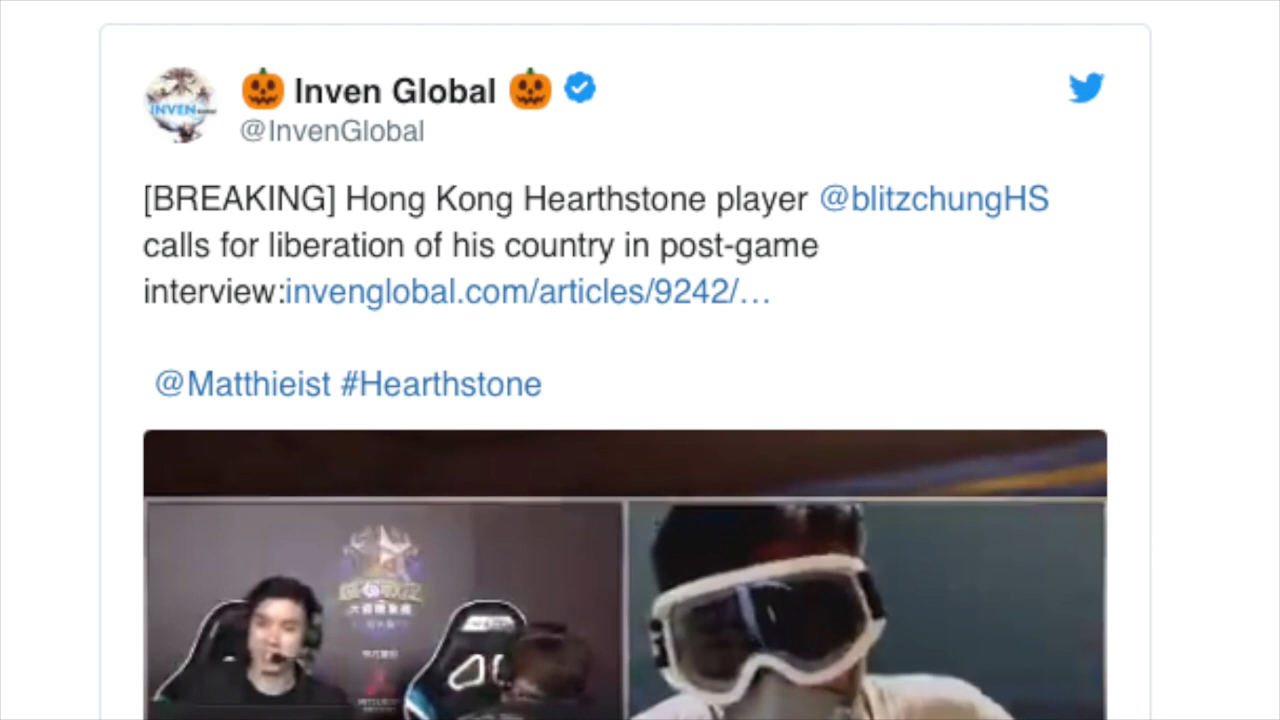 🎃 Inven Global 🎃
INVEN
@InvenGlobal
[BREAKING] Hong Kong Hearthstone player @blitzchungHS
calls for liberation of his country in post-game
interview:invenglobal.com/articles/9242/…
@Matthieist #Hearthstone